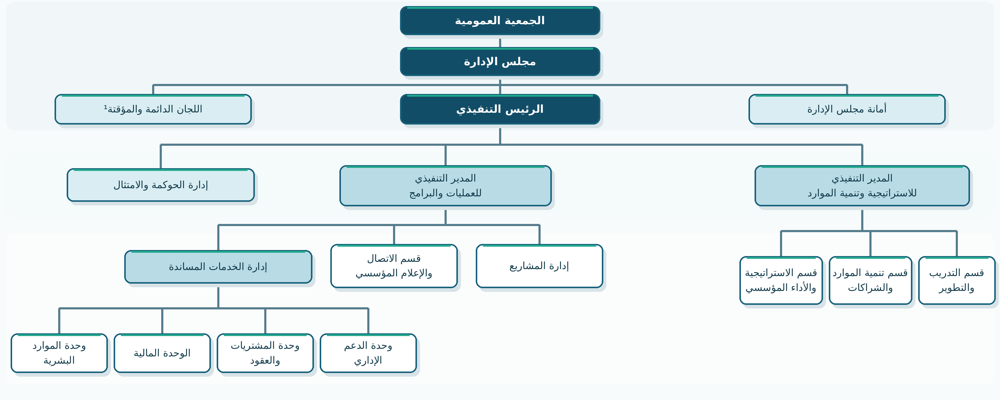 الجمعية العمومية
مجلس الإدارة
أمانة مجلس الإدارة
الرئيس التنفيذي
اللجان الدائمة والمؤقتة¹
المدير التنفيذي
للاستراتيجية وتنمية الموارد
المدير التنفيذي
للعمليات والبرامج
إدارة الحوكمة والامتثال
قسم التدريب
والتطوير
قسم تنمية الموارد
والشراكات
قسم الاستراتيجية
والأداء المؤسسي
إدارة المشاريع
قسم الاتصال
والإعلام المؤسسي
إدارة الخدمات المساندة
وحدة الدعم
الإداري
وحدة المشتريات
والعقود
الوحدة المالية
وحدة الموارد
البشرية